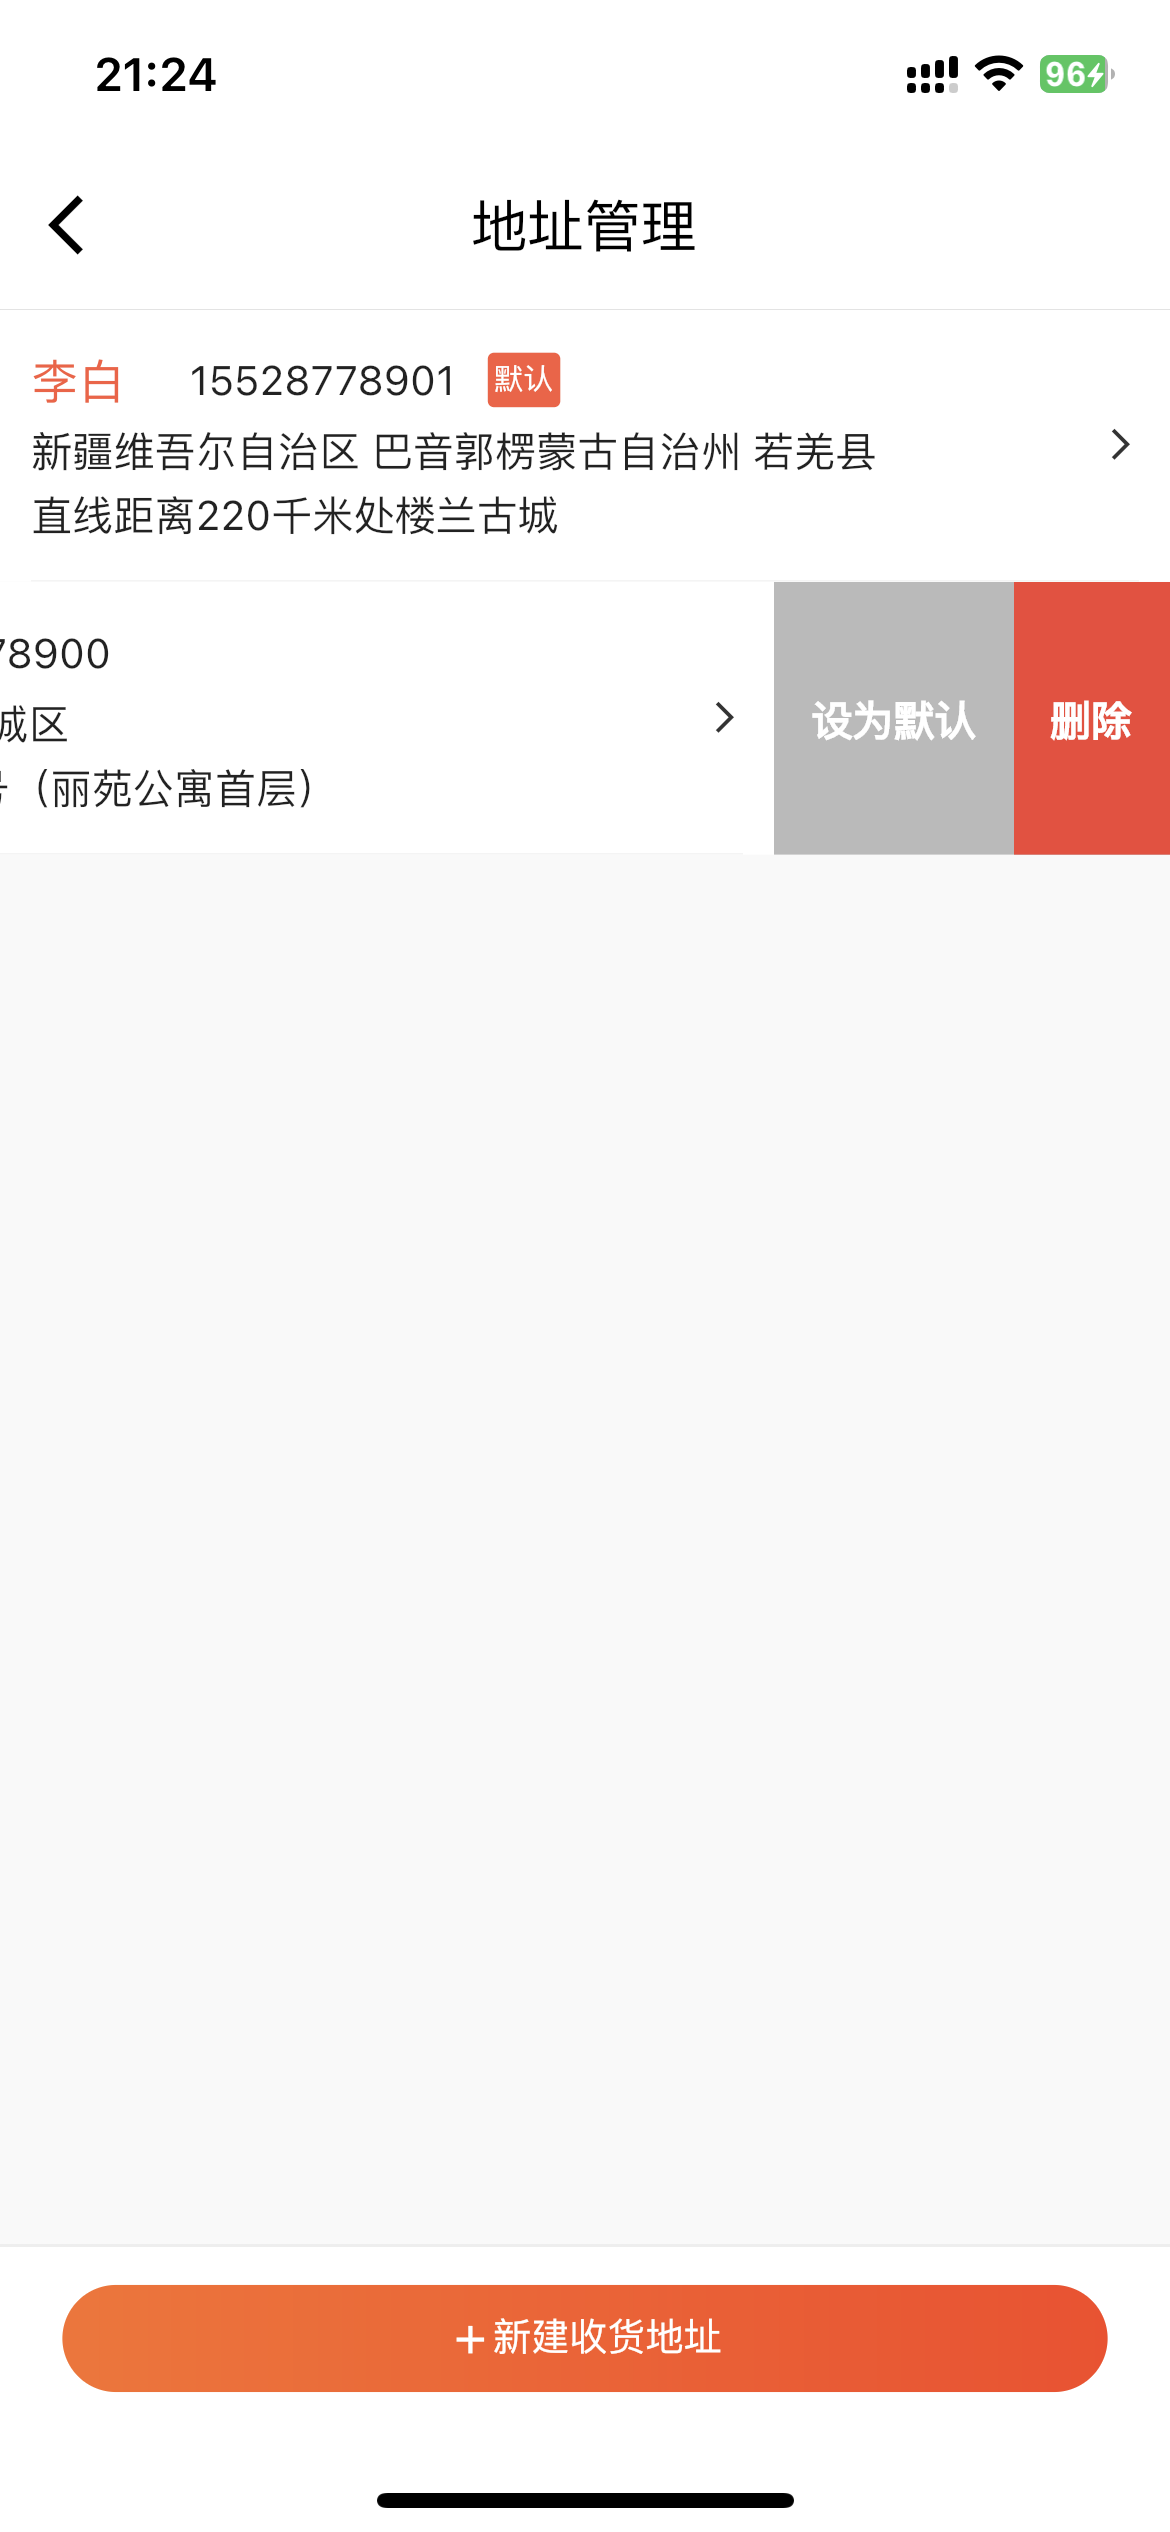 21:24
96
地址管理
李白 15528778901 默认
新疆维吾尔自治区 巴音郭楞蒙古自治州 若羌县
直线距离220千米处楼兰古城
78900
城区
号（丽苑公寓首层）
设为默认 删除
+新建收货地址